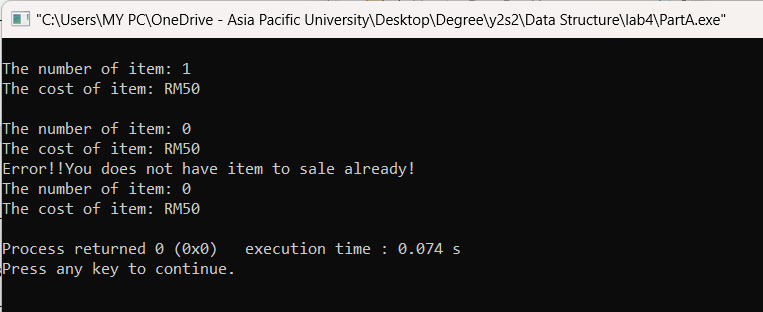 "C:\Users\MY PC\OneDrive - Asia Pacific University\Desktop\Degree\y2s2\Data Structure\lab4\PartA.exe"
The number of item: 1
The cost of item: RM50
The number of item: 0
The cost of item: RM50
Error!!You does not have item to sale already!
The number of item: 0
The cost of item: RM50
Process returned 0 (0x0)   execution time : 0.074 s
Press any key to continue.